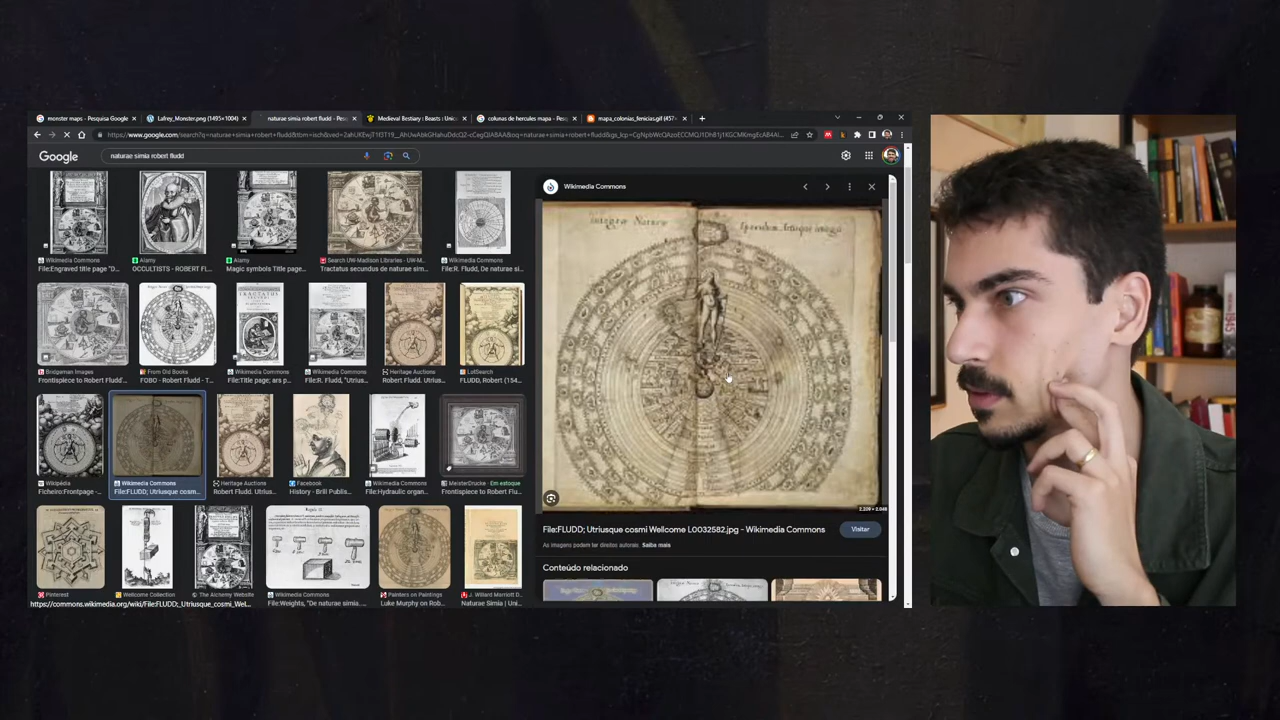 monster maps - Pesquisa Google
Lafrey_Monster.png (1495×1004)
naturae simia robert fludd
Medieval Bestiary : Beasts : Unic
colunas de hercules mapa - Pesq
mapa_colonias_fenicias.gif (457
Google
naturae simia robert fludd
Wikimedia Commons
Wikimedia Commons
File:Engraved title page "D...
Alamy
OCCULTISTS - ROBERT FL...
Alamy
Magic symbols Title page...
Search UW-Madison Libraries - UW-M...
Tractatus secundus de naturae sim...
Wikimedia Commons
File:R. Fludd, De naturae si...
Bridgeman Images
Frontispiece to Robert Fludd'...
From Old Books
FOBO - Robert Fludd - T...
Wikimedia Commons
File:Title page; ars p...
Wikimedia Commons
File:R. Fludd, "Utrius...
Heritage Auctions
Robert Fludd. Utrius...
LotSearch
FLUDD, Robert (154...
Wikipédia
Ficheiro:Frontpage-...
Wikimedia Commons
File:FLUDD; Utriusque cosm...
Heritage Auctions
Robert Fludd. Utrius...
Facebook
History - Brill Publis...
Wikimedia Commons
File:Hydraulic organ...
MeisterDrucke - Em estoque
Frontispiece to Robert Flu...
File:FLUDD; Utriusque cosmi Wellcome L0032582.jpg - Wikimedia Commons
Visitar
As imagens podem ter direitos autorais. Saiba mais
Conteúdo relacionado
Pinterest
Wellcome Collection
The Alchemy Website
Wikimedia Commons
File:Weights, "De naturae simia...
Painters on Paintings
Luke Murphy on Rob...
J. Willard Marriott D...
Naturae Simia | Uni...
https://commons.wikimedia.org/wiki/File:FLUDD;_Utriusque_cosmi_Wel...